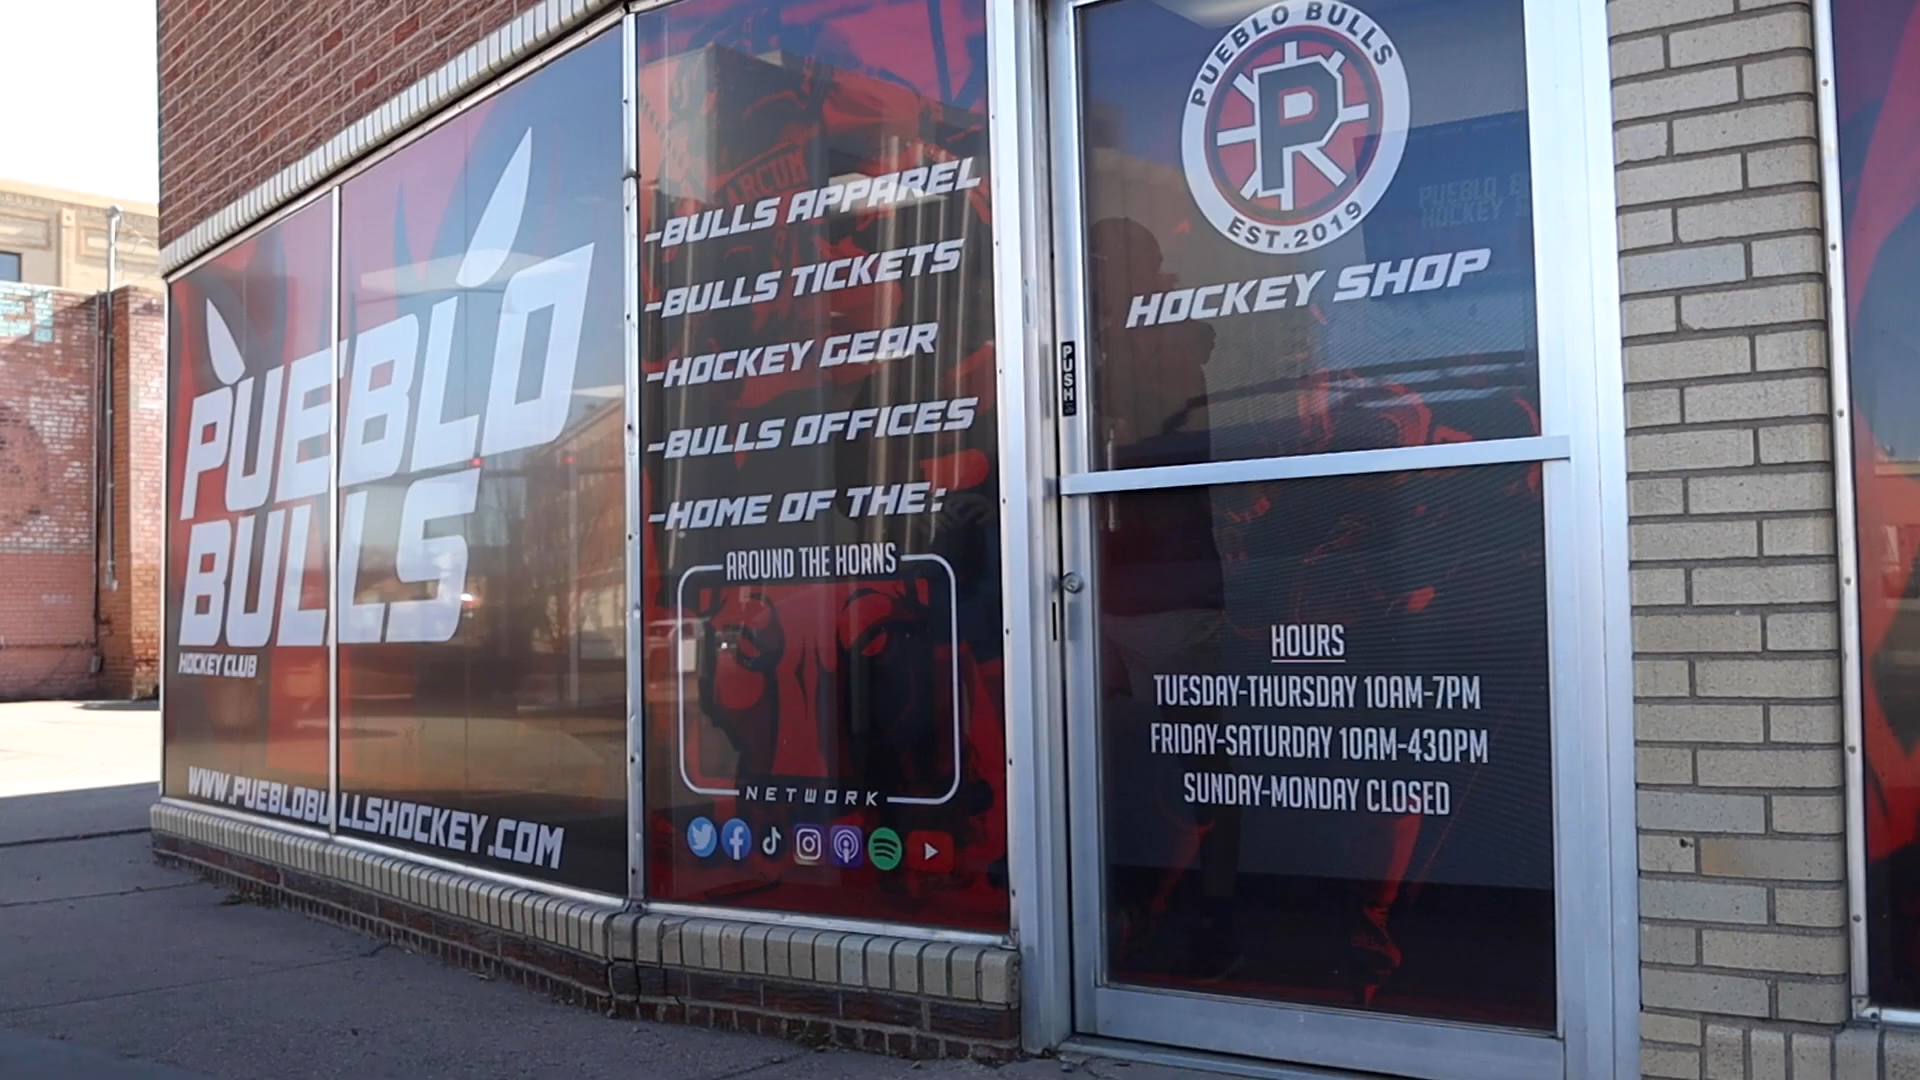 PUEBLO
BULLS
HOCKEY CLUB
WWW.PUEBLOBULLSHOCKEY.COM
-BULLS APPAREL
-BULLS TICKETS
-HOCKEY GEAR
-BULLS OFFICES
-HOME OF THE:
AROUND THE HORNS
NETWORK
PUSH
PUEBLO BULLS
P
EST.2019
HOCKEY SHOP
PUEBLO
HOCKEY
HOURS
TUESDAY-THURSDAY 10AM-7PM
FRIDAY-SATURDAY 10AM-430PM
SUNDAY-MONDAY CLOSED